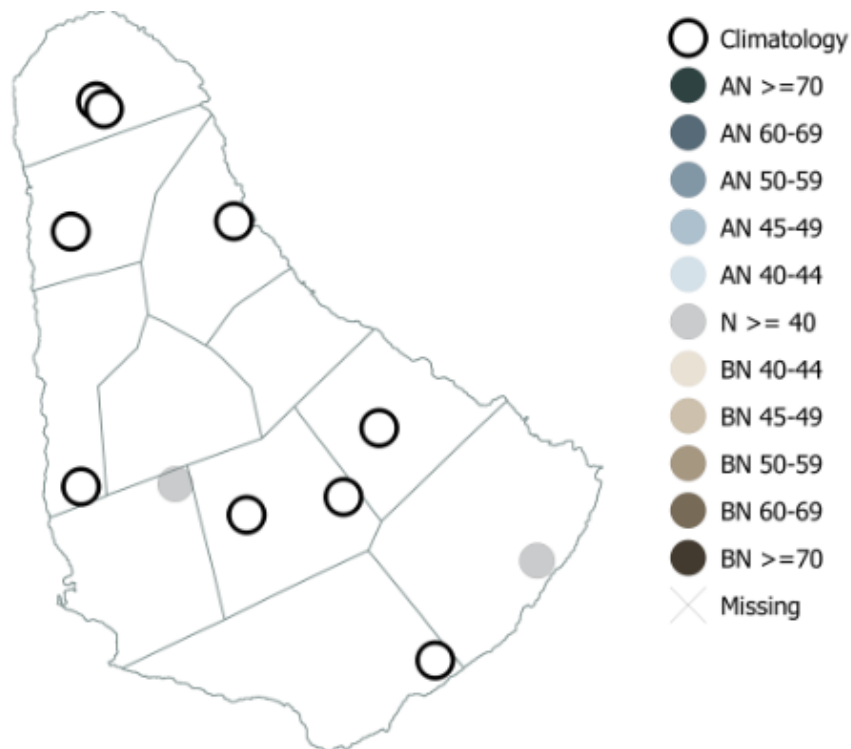 Climatology
AN >=70
AN 60-69
AN 50-59
AN 45-49
AN 40-44
N >= 40
BN 40-44
BN 45-49
BN 50-59
BN 60-69
BN >=70
Missing